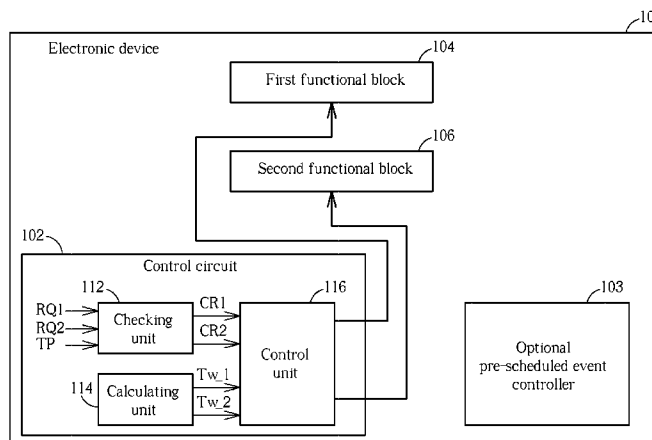 10
Electronic device
104
First functional block
106
Second functional block
102
Control circuit
112
CR1
116
103
RQ1
RQ2
TP
Checking
unit
CR2
Control
unit
Optional
pre-scheduled event
controller
114
Calculating
unit
Tw_1
Tw_2